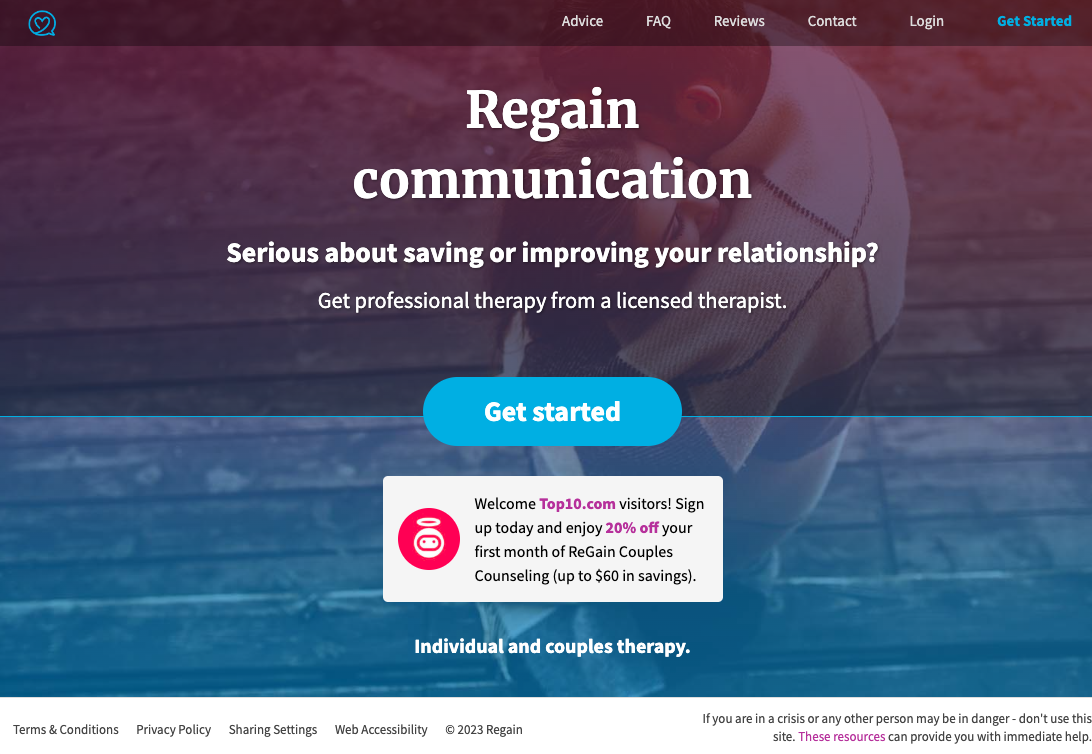 Advice FAQ Reviews Contact Login Get Started
Regain
communication
Serious about saving or improving your relationship?
Get professional therapy from a licensed therapist.
Get started
Welcome Top10.com visitors! Sign
up today and enjoy 20% off your
first month of ReGain Couples
Counseling (up to $60 in savings).
Individual and couples therapy.
Terms & Conditions Privacy Policy Sharing Settings Web Accessibility © 2023 Regain
If you are in a crisis or any other person may be in danger - don't use this
site. These resources can provide you with immediate help.